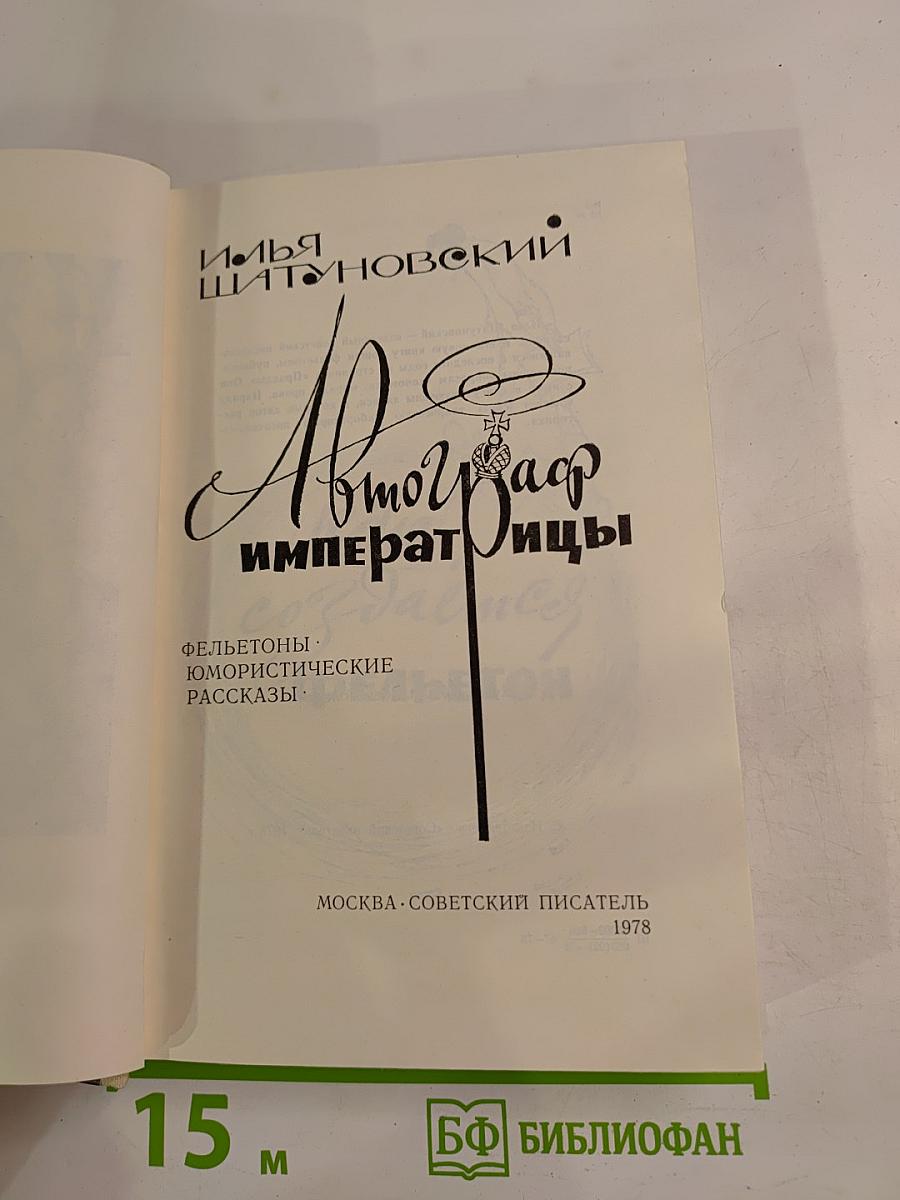 ИЛЬЯ
ШАТУНОВСКИЙ
Автограф
императрицы
ФЕЛЬЕТОНЫ ·
ЮМОРИСТИЧЕСКИЕ
РАССКАЗЫ ·
МОСКВА · СОВЕТСКИЙ ПИСАТЕЛЬ
1978
15 м
БФ БИБЛИОФАН